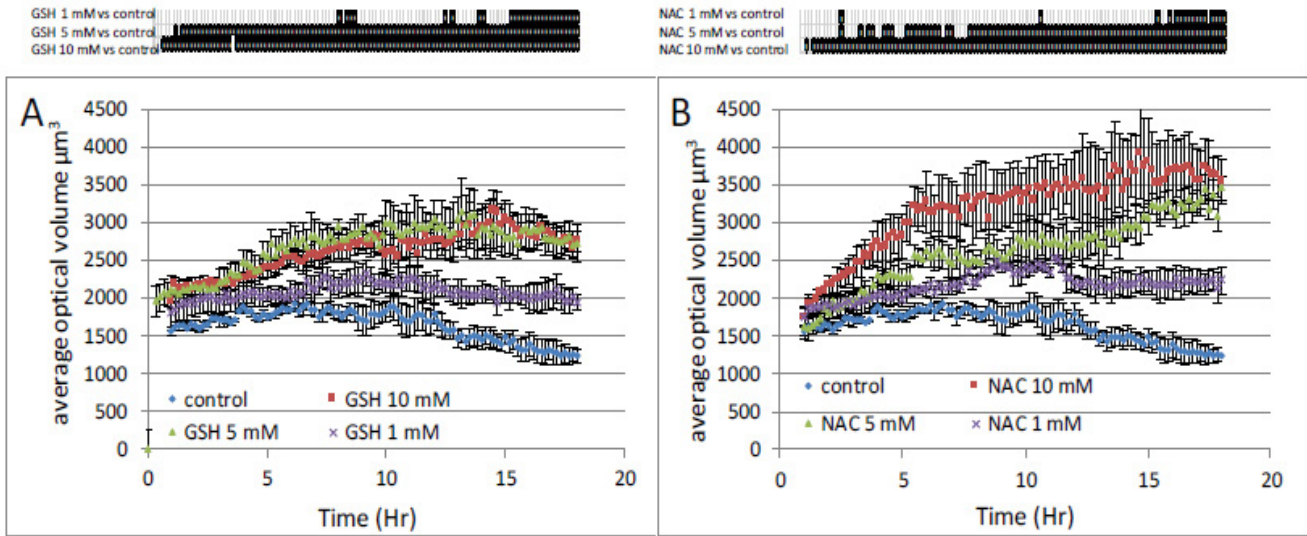 GSH 1 mM vs control
GSH 5 mM vs control
GSH 10 mM vs control
NAC 1 mM vs control
NAC 5 mM vs control
NAC 10 mM vs control
A
average optical volume µm³
4500
4000
3500
3000
2500
2000
1500
1000
500
0
control
GSH 10 mM
GSH 5 mM
GSH 1 mM
0
5
10
15
20
Time (Hr)
B
average optical volume µm³
4500
4000
3500
3000
2500
2000
1500
1000
500
0
control
NAC 10 mM
NAC 5 mM
NAC 1 mM
0
5
10
15
20
Time (Hr)